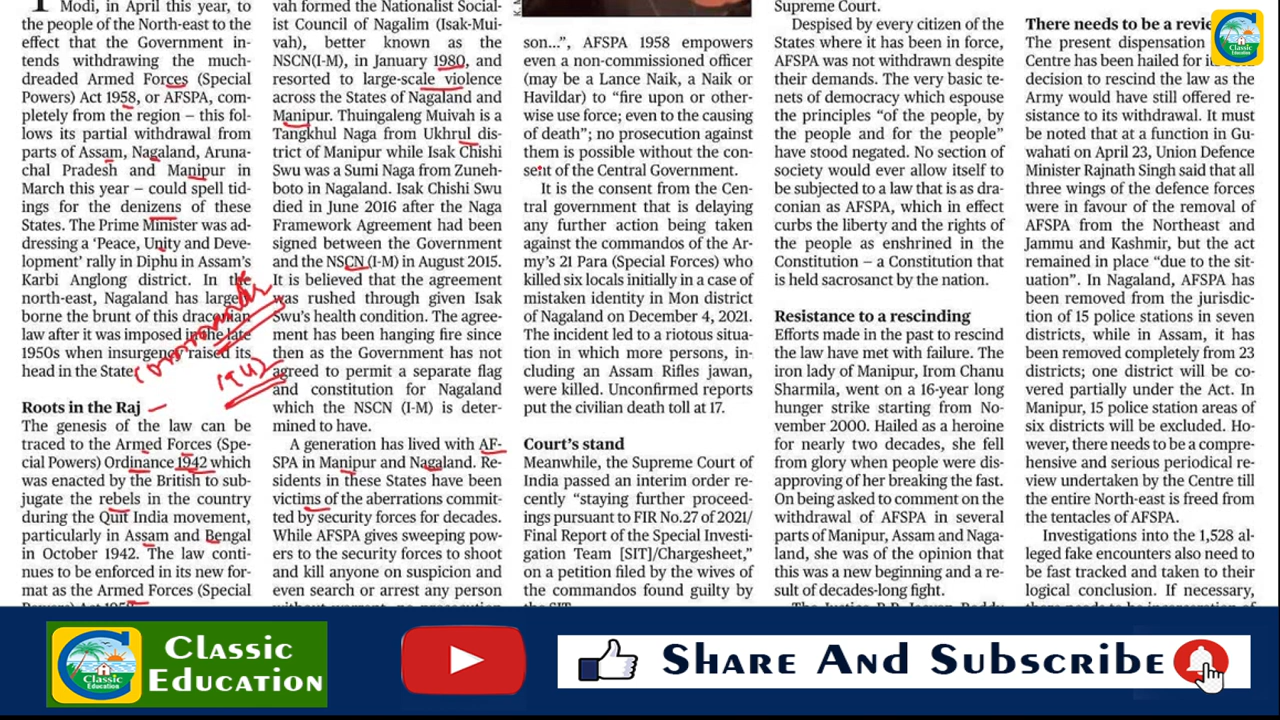 Modi, in April this year, to
the people of the North-east to the
effect that the Government in-
tends withdrawing the much-
dreaded Armed Forces (Special
Powers) Act 1958, or AFSPA, com-
pletely from the region – this fol-
lows its partial withdrawal from
parts of Assam, Nagaland, Aruna-
chal Pradesh and Manipur in
March this year – could spell tid-
ings for the denizens of these
States. The Prime Minister was ad-
dressing a ‘Peace, Unity and Deve-
lopment’ rally in Diphu in Assam’s
Karbi Anglong district. In the
north-east, Nagaland has largely
borne the brunt of this draconian
law after it was imposed in the late
1950s when insurgency raised its
head in the State.
Roots in the Raj
The genesis of the law can be
traced to the Armed Forces (Spe-
cial Powers) Ordinance 1942 which
was enacted by the British to sub-
jugate the rebels in the country
during the Quit India movement,
particularly in Assam and Bengal
in October 1942. The law conti-
nues to be enforced in its new for-
mat as the Armed Forces (Special
vah formed the Nationalist Social-
ist Council of Nagalim (Isak-Mui-
vah), better known as the
NSCN(I-M), in January 1980, and
resorted to large-scale violence
across the States of Nagaland and
Manipur. Thuingaleng Muivah is a
Tangkhul Naga from Ukhrul dis-
trict of Manipur while Isak Chishi
Swu was a Sumi Naga from Zunhe-
boto in Nagaland. Isak Chishi Swu
died in June 2016 after the Naga
Framework Agreement had been
signed between the Government
and the NSCN (I-M) in August 2015.
It is believed that the agreement
was rushed through given Isak
Swu’s health condition. The agree-
ment has been hanging fire since
then as the Government has not
agreed to permit a separate flag
and constitution for Nagaland
which the NSCN (I-M) is deter-
mined to have.
A generation has lived with AF-
SPA in Manipur and Nagaland. Re-
sidents in these States have been
victims of the aberrations commit-
ted by security forces for decades.
While AFSPA gives sweeping pow-
ers to the security forces to shoot
and kill anyone on suspicion and
even search or arrest any person
without warrant, no prosecution
son...”, AFSPA 1958 empowers
even a non-commissioned officer
(may be a Lance Naik, a Naik or
Havildar) to “fire upon or other-
wise use force; even to the causing
of death”; no prosecution against
them is possible without the con-
sent of the Central Government.
It is the consent from the Cen-
tral government that is delaying
any further action being taken
against the commandos of the Ar-
my’s 21 Para (Special Forces) who
killed six locals initially in a case of
mistaken identity in Mon district
of Nagaland on December 4, 2021.
The incident led to a riotous situa-
tion in which more persons, in-
cluding an Assam Rifles jawan,
were killed. Unconfirmed reports
put the civilian death toll at 17.
Court’s stand
Meanwhile, the Supreme Court of
India passed an interim order re-
cently “staying further proceed-
ings pursuant to FIR No.27 of 2021/
Final Report of the Special Investi-
gation Team [SIT]/Chargesheet,”
on a petition filed by the wives of
the commandos found guilty by
the SIT.
Supreme Court.
Despised by every citizen of the
States where it has been in force,
AFSPA was not withdrawn despite
their demands. The very basic te-
nets of democracy which espouse
the principles “of the people, by
the people and for the people”
have stood negated. No section of
society would ever allow itself to
be subjected to a law that is as dra-
conian as AFSPA, which in effect
curbs the liberty and the rights of
the people as enshrined in the
Constitution – a Constitution that
is held sacrosanct by the nation.
Resistance to a rescinding
Efforts made in the past to rescind
the law have met with failure. The
iron lady of Manipur, Irom Chanu
Sharmila, went on a 16-year long
hunger strike starting from No-
vember 2000. Hailed as a heroine
for nearly two decades, she fell
from glory when people were dis-
approving of her breaking the fast.
On being asked to comment on the
withdrawal of AFSPA in several
parts of Manipur, Assam and Naga-
land, she was of the opinion that
this was a new beginning and a re-
sult of decades-long fight.
There needs to be a
The present dispensation
Centre has been hailed for
decision to rescind the law as the
Army would have still offered re-
sistance to its withdrawal. It must
be noted that at a function in Gu-
wahati on April 23, Union Defence
Minister Rajnath Singh said that all
three wings of the defence forces
were in favour of the removal of
AFSPA from the Northeast and
Jammu and Kashmir, but the act
remained in place “due to the sit-
uation”. In Nagaland, AFSPA has
been removed from the jurisdic-
tion of 15 police stations in seven
districts, while in Assam, it has
been removed completely from 23
districts; one district will be co-
vered partially under the Act. In
Manipur, 15 police station areas of
six districts will be excluded. Ho-
wever, there needs to be a compre-
hensive and serious periodical re-
view undertaken by the Centre till
the entire North-east is freed from
the tentacles of AFSPA.
Investigations into the 1,528 al-
leged fake encounters also need to
be fast tracked and taken to their
logical conclusion. If necessary,
Classic
Education
Classic
Education
Classic
Education
Share And Subscribe